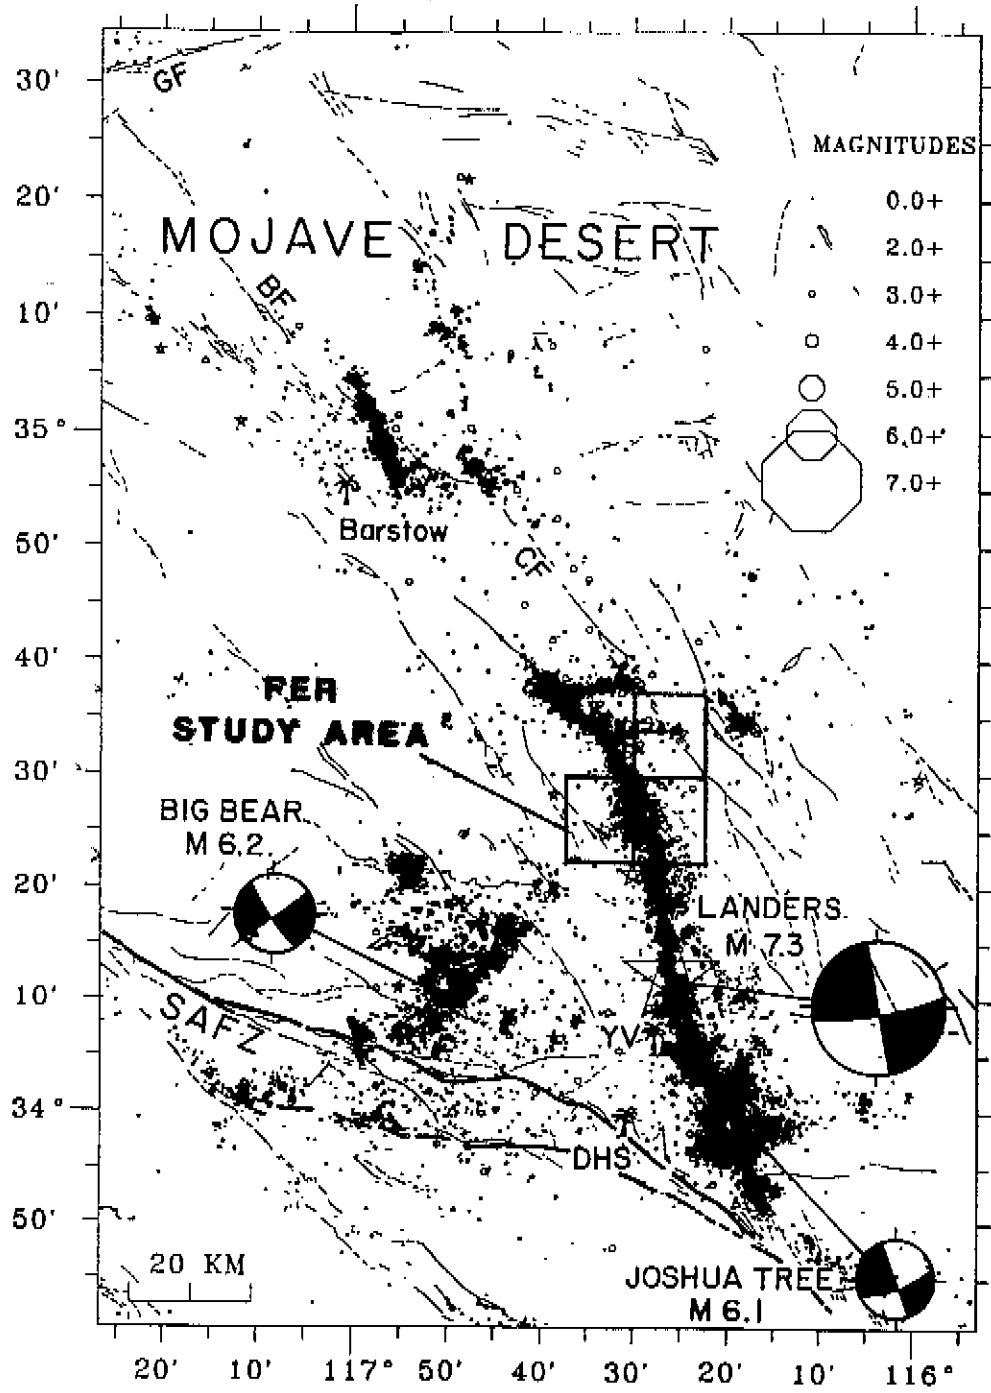 30'
20'
10'
35°
50'
40'
30'
20'
10'
34°
50'
GF
MOJAVE DESERT
BF
Barstow
CF
MAGNITUDES
0.0+
2.0+
3.0+
4.0+
5.0+
6.0+
7.0+
FER
STUDY AREA
BIG BEAR
M 6.2
LANDERS
M 7.3
SAFZ
YV
DHS
JOSHUA TREE
M 6.1
20 KM
20' 10' 117° 50' 40' 30' 20' 10' 116°